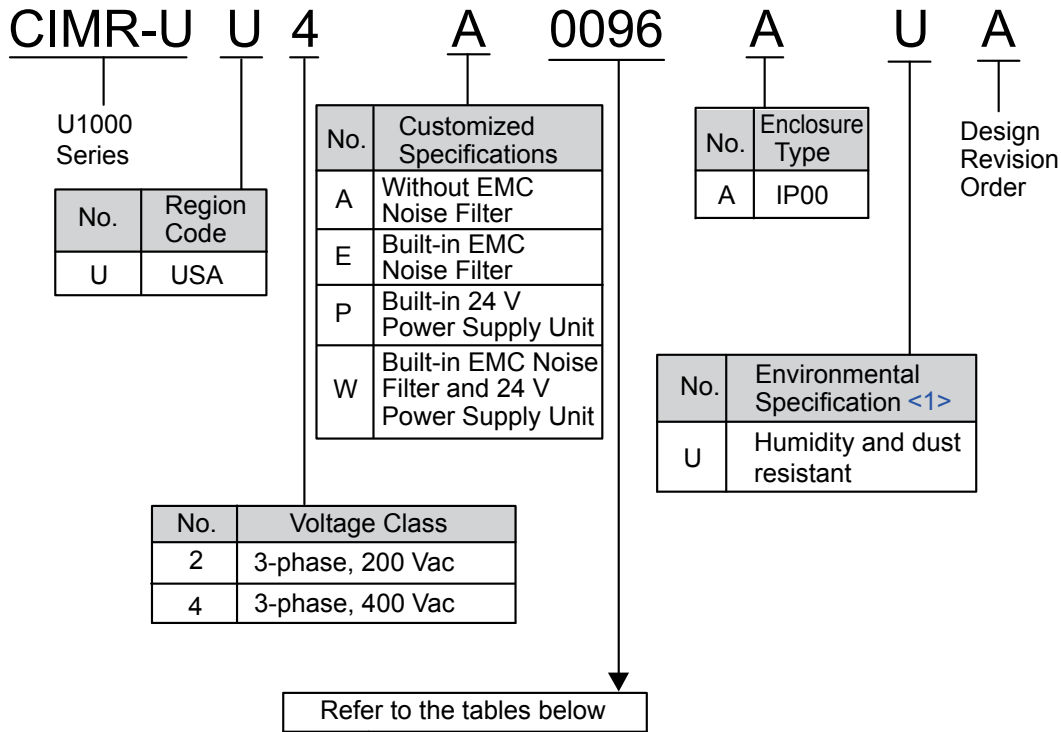 CIMR-U U 4 A 0096 A U A
U1000
Series
No. Region
Code
U USA
No. Customized
Specifications
A Without EMC
Noise Filter
E Built-in EMC
Noise Filter
P Built-in 24 V
Power Supply Unit
W Built-in EMC Noise
Filter and 24 V
Power Supply Unit
No. Enclosure
Type
A IP00
Design
Revision
Order
No. Environmental
Specification <1>
U Humidity and dust
resistant
No. Voltage Class
2 3-phase, 200 Vac
4 3-phase, 400 Vac
Refer to the tables below